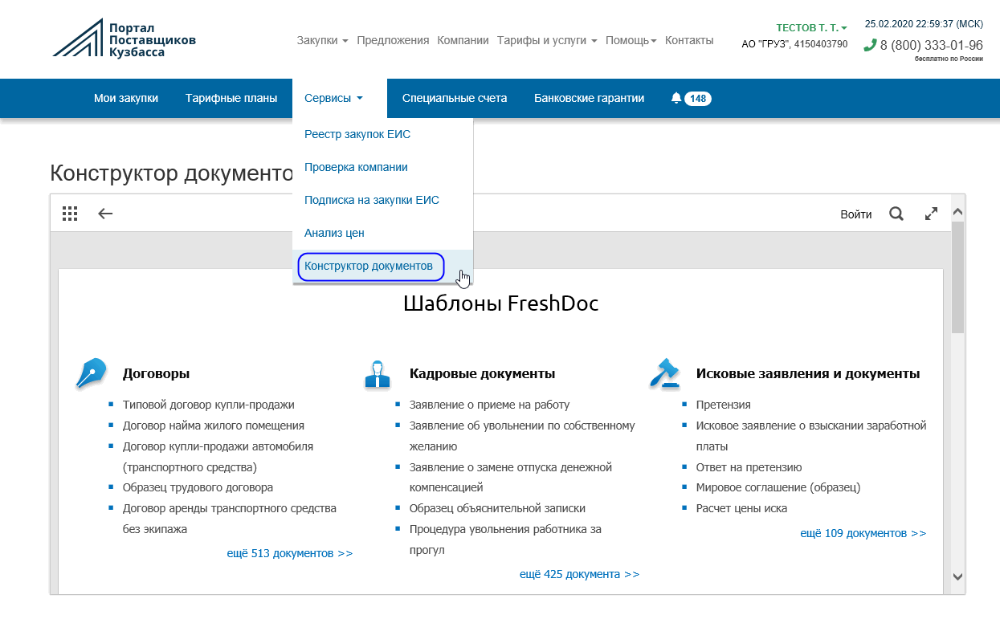 Портал
Поставщиков
Кузбасса
Закупки Предложения Компании Тарифы и услуги Помощь Контакты
ТЕСТОВ Т. Т.
АО "ГРУЗ", 4150403790
25.02.2020 22:59:37 (МСК)
8 (800) 333-01-96
бесплатно по России
Мои закупки Тарифные планы Сервисы Специальные счета Банковские гарантии 148
Реестр закупок ЕИС
Проверка компании
Подписка на закупки ЕИС
Анализ цен
Конструктор документов
Конструктор документо
Войти
Шаблоны FreshDoc
Договоры
Типовой договор купли-продажи
Договор найма жилого помещения
Договор купли-продажи автомобиля
(транспортного средства)
Образец трудового договора
Договор аренды транспортного средства
без экипажа
ещё 513 документов >>
Кадровые документы
Заявление о приеме на работу
Заявление об увольнении по собственному
желанию
Заявление о замене отпуска денежной
компенсацией
Образец объяснительной записки
Процедура увольнения работника за
прогул
ещё 425 документа >>
Исковые заявления и документы
Претензия
Исковое заявление о взыскании заработной
платы
Ответ на претензию
Мировое соглашение (образец)
Расчет цены иска
ещё 109 документов >>